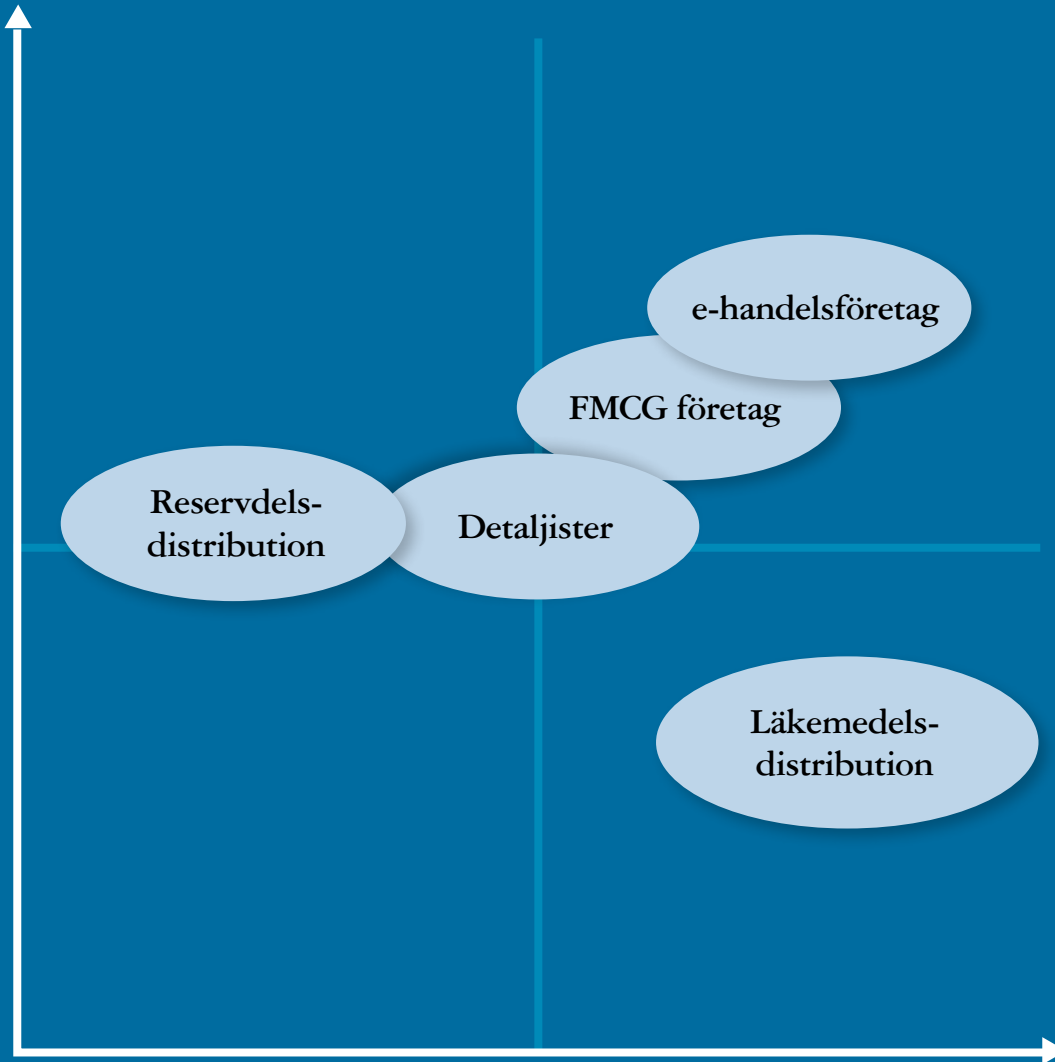 e-handelsföretag
FMCG företag
Reservdels-
distribution
Detaljister
Läkemedels-
distribution